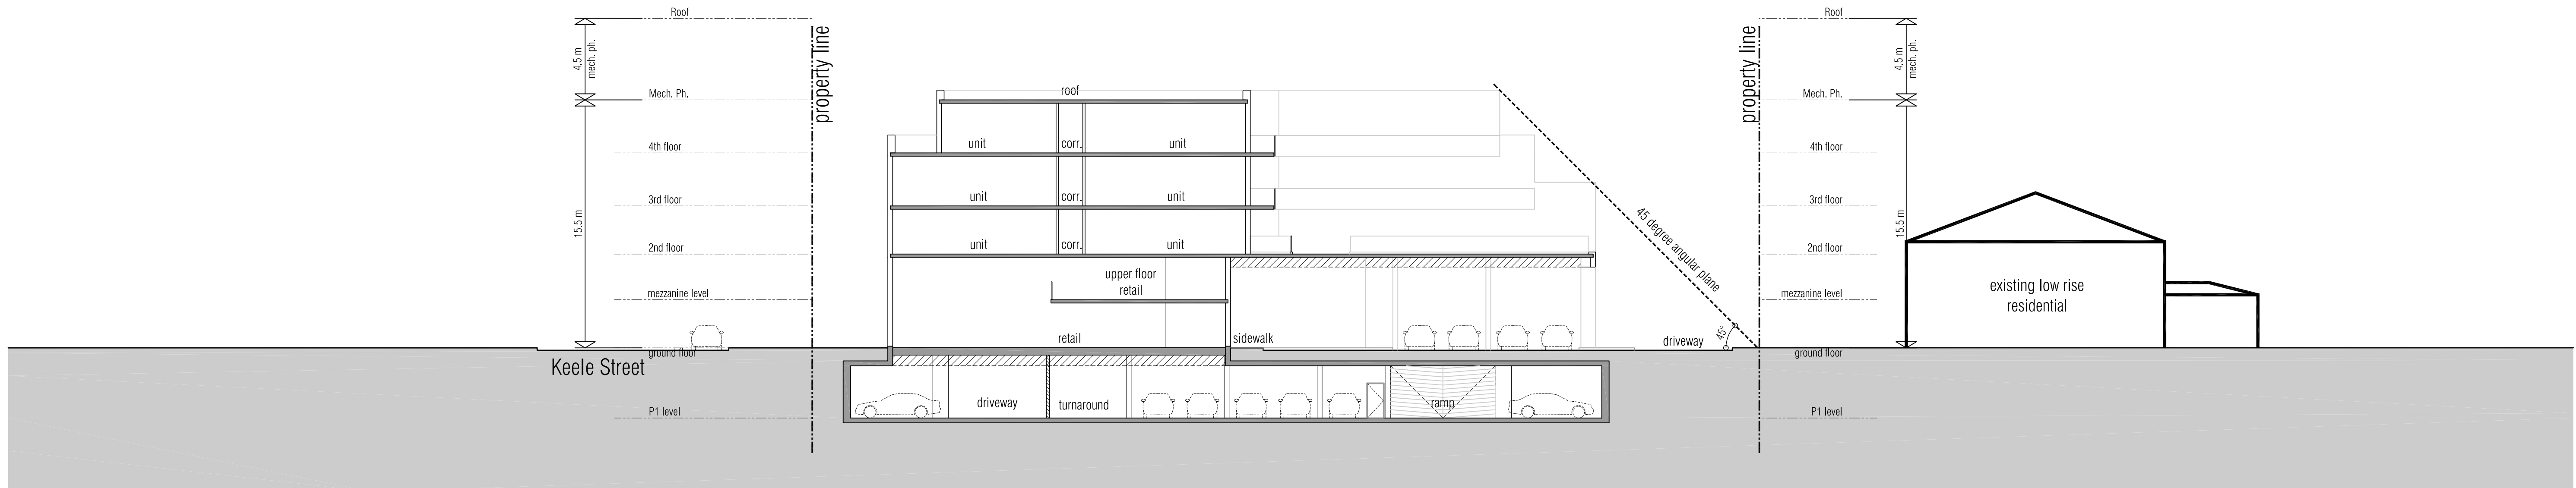 Roof
4.5 m
mech. ph.
Mech. Ph.
4th floor
3rd floor
15.5 m
2nd floor
mezzanine level
ground floor
Keele Street
P1 level
property line
roof
unit
corr.
unit
unit
corr.
unit
unit
corr.
unit
upper floor
retail
retail
sidewalk
driveway
turnaround
ramp
45 degree angular plane
45°
driveway
property line
Roof
4.5 m
mech. ph.
Mech. Ph.
4th floor
3rd floor
15.5 m
2nd floor
mezzanine level
ground floor
P1 level
existing low rise
residential